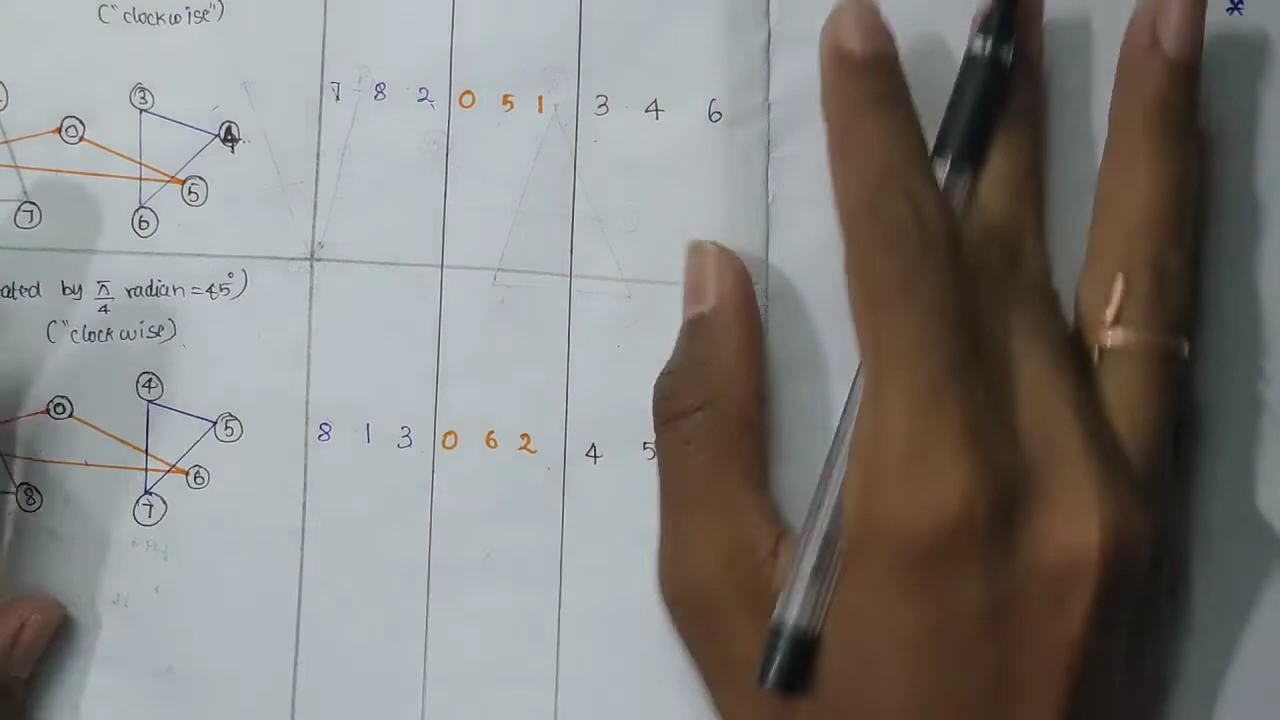 ("clockwise")
7 8 2 0 5 1 3 4 6
3
0
4
5
7
6
ated by π/4 radian = 45°)
("clockwise)
4
0
5
8 1 3 0 6 2 4 5
6
8
7
*